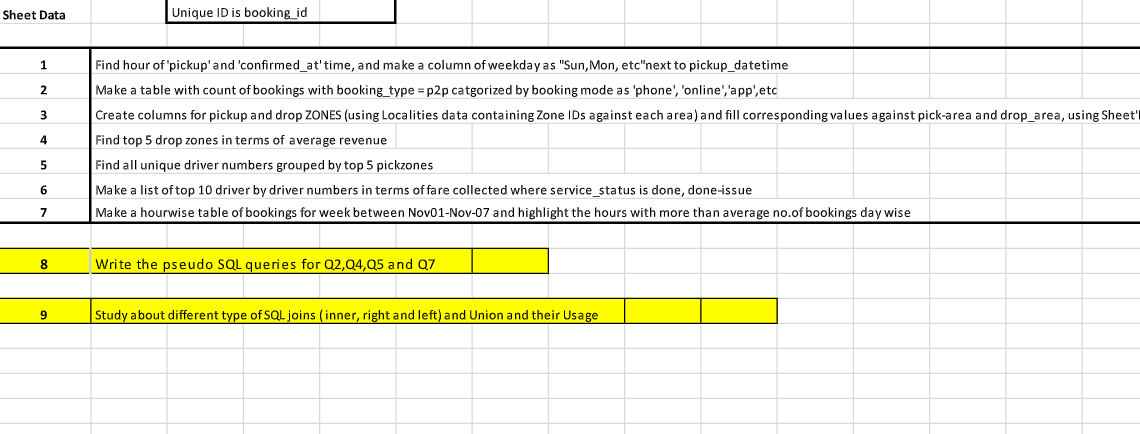 Sheet Data
Unique ID is booking_id
1 Find hour of 'pickup' and 'confirmed_at' time, and make a column of weekday as "Sun,Mon, etc"next to pickup_datetime
2 Make a table with count of bookings with booking_type = p2p catgorized by booking mode as 'phone', 'online','app',etc
3 Create columns for pickup and drop ZONES (using Localities data containing Zone IDs against each area) and fill corresponding values against pick-area and drop_area, using Sheet'
4 Find top 5 drop zones in terms of average revenue
5 Find all unique driver numbers grouped by top 5 pickzones
6 Make a list of top 10 driver by driver numbers in terms of fare collected where service_status is done, done-issue
7 Make a hourwise table of bookings for week between Nov01-Nov-07 and highlight the hours with more than average no.of bookings day wise
8 Write the pseudo SQL queries for Q2,Q4,Q5 and Q7
9 Study about different type of SQL joins ( inner, right and left) and Union and their Usage